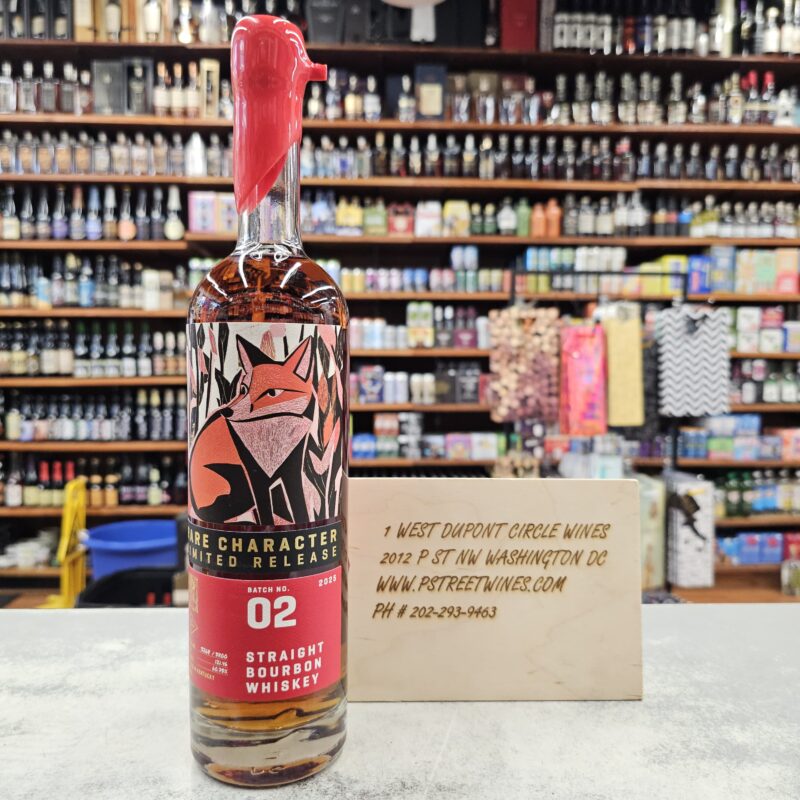 RARE CHARACTER
LIMITED RELEASE
BATCH NO.
2025
02
STRAIGHT
BOURBON
WHISKEY
KENTUCKY
1 WEST DUPONT CIRCLE WINES
2012 P ST NW WASHINGTON DC
WWW.PSTREETWINES.COM
PH # 202-293-9463